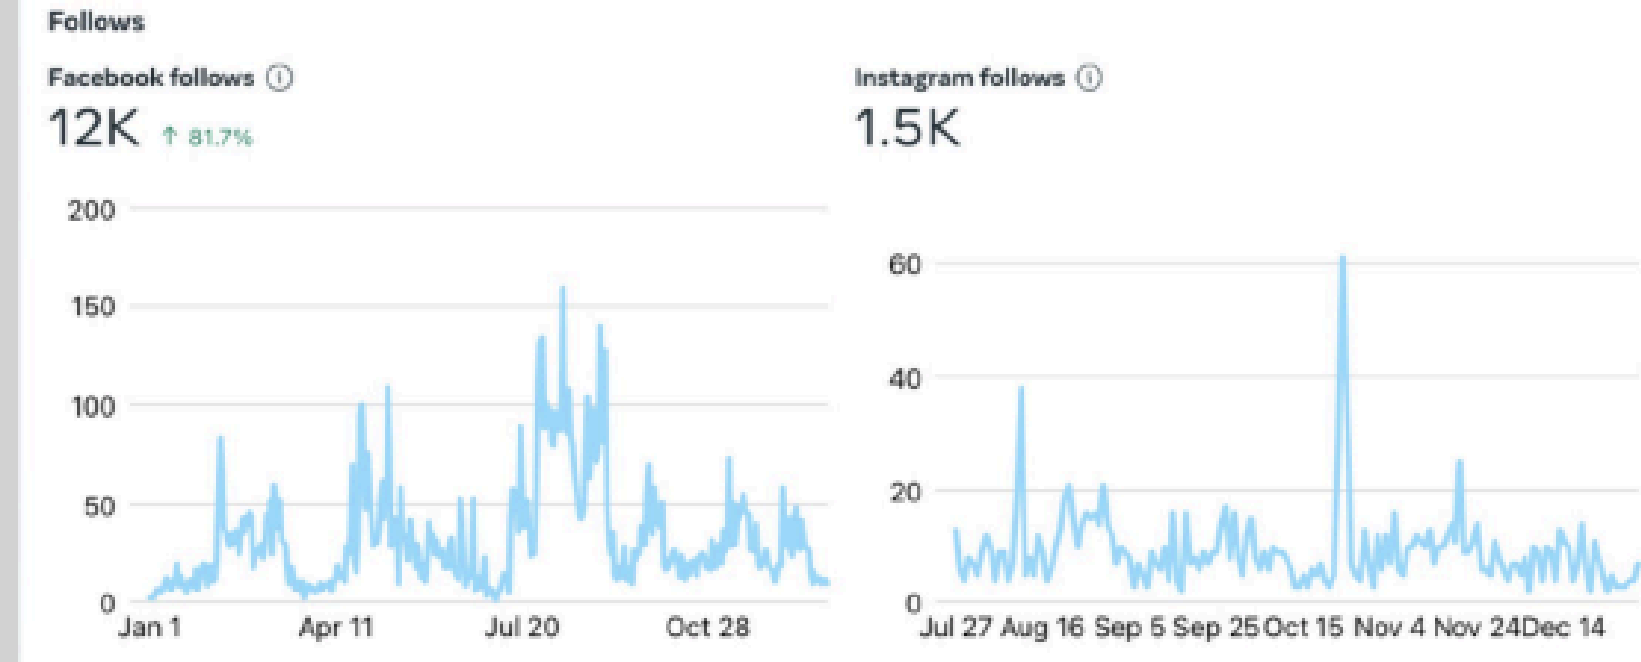 Follows
Facebook follows
12K ↑ 81.7%
200
150
100
50
0
Jan 1 Apr 11 Jul 20 Oct 28
Instagram follows
1.5K
60
40
20
0
Jul 27 Aug 16 Sep 5 Sep 25 Oct 15 Nov 4 Nov 24 Dec 14